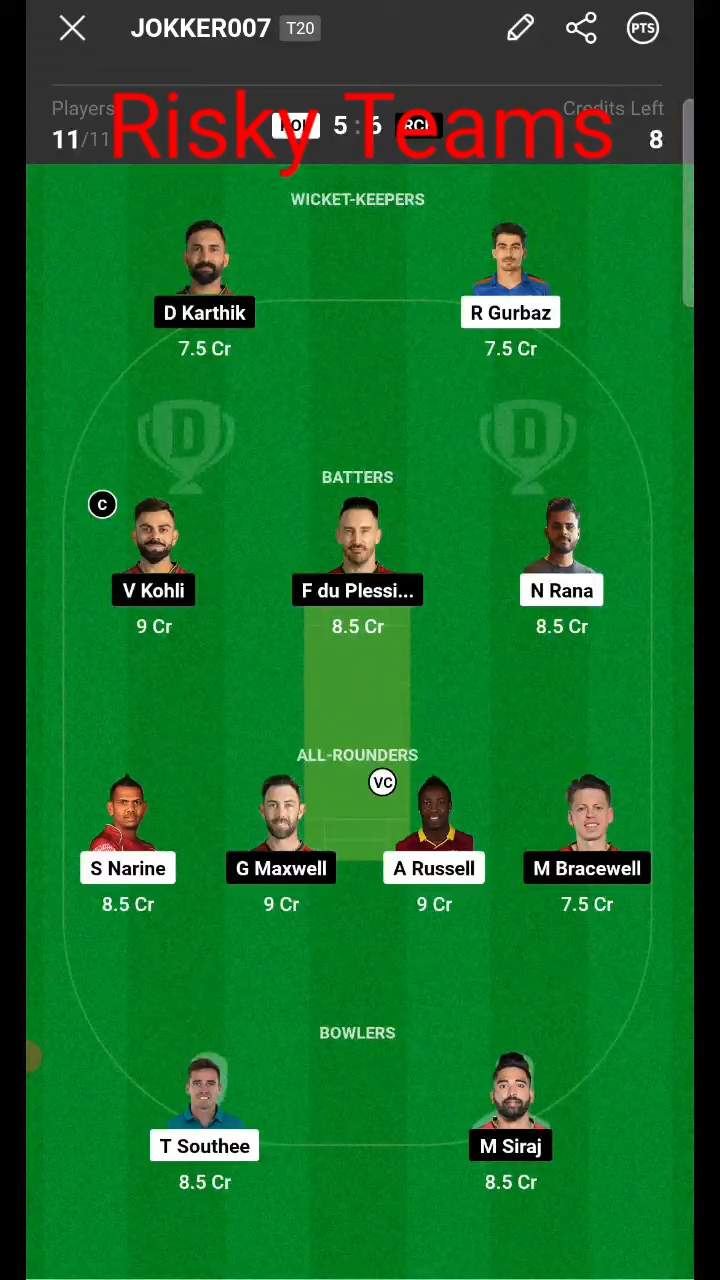 JOKKER007 T20
PTS
Players
Credits Left
Risky Teams
11/11
5 : 6
8
WICKET-KEEPERS
D Karthik
R Gurbaz
7.5 Cr
7.5 Cr
D
D
BATTERS
C
V Kohli
F du Plessi...
N Rana
9 Cr
8.5 Cr
8.5 Cr
ALL-ROUNDERS
VC
S Narine
G Maxwell
A Russell
M Bracewell
8.5 Cr
9 Cr
9 Cr
7.5 Cr
BOWLERS
T Southee
M Siraj
8.5 Cr
8.5 Cr